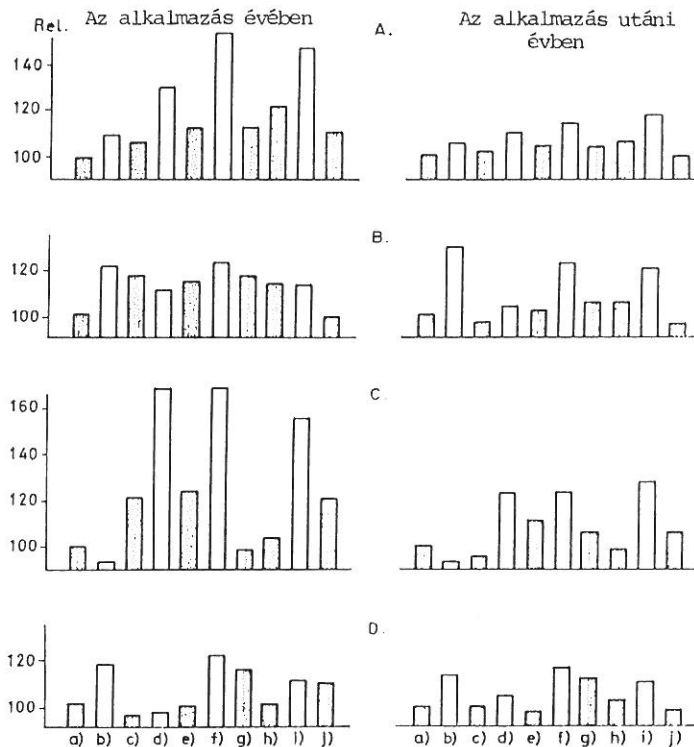 Rel.
Az alkalmazás évében
A.
Az alkalmazás utáni
évben
140
120
100
B.
120
100
C.
160
140
120
100
D.
120
100
a) b) c) d) e) f) g) h) i) j)
a) b) c) d) e) f) g) h) i) j)